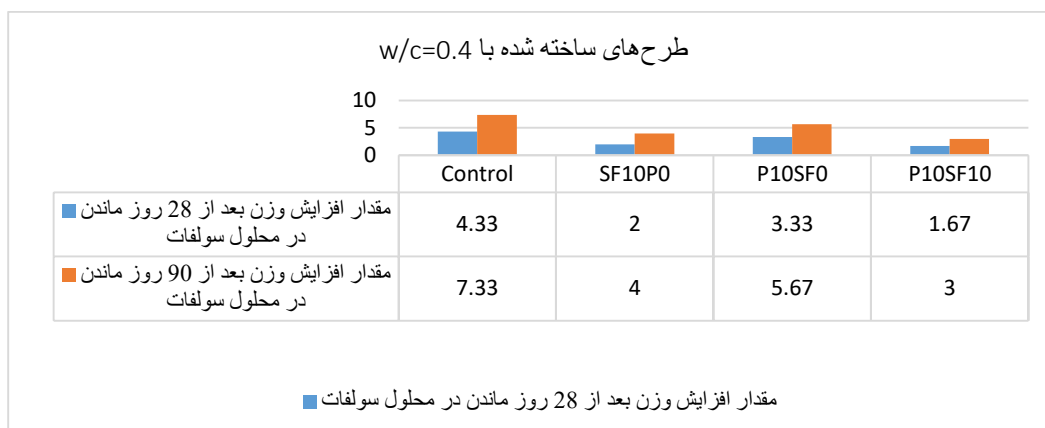 طرح‌های ساخته شده با w/c=0.4
10
5
0
Control SF10P0 P10SF0 P10SF10
مقدار افزایش وزن بعد از 28 روز ماندن
در محلول سولفات
4.33 2 3.33 1.67
مقدار افزایش وزن بعد از 90 روز ماندن
در محلول سولفات
7.33 4 5.67 3
مقدار افزایش وزن بعد از 28 روز ماندن در محلول سولفات